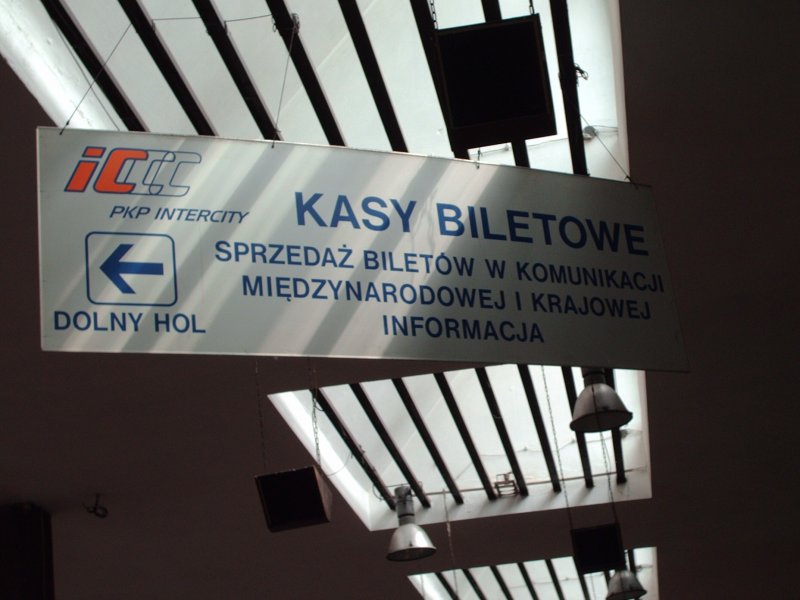 iC
PKP INTERCITY
KASY BILETOWE
SPRZEDAŻ BILETÓW W KOMUNIKACJI
MIĘDZYNARODOWEJ I KRAJOWEJ
INFORMACJA
DOLNY HOL